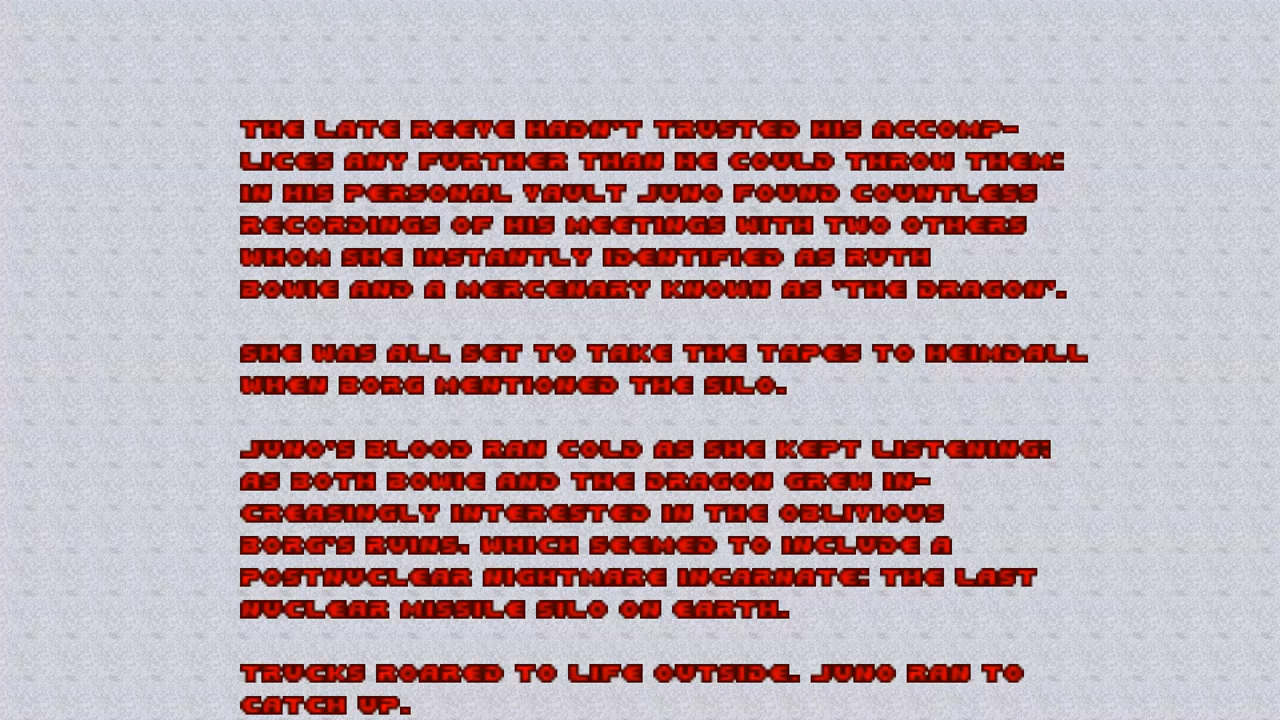 THE LATE REEVE HADN'T TRUSTED HIS ACCOMP-
LICES ANY FURTHER THAN HE COULD THROW THEM:
IN HIS PERSONAL VAULT JUNO FOUND COUNTLESS
RECORDINGS OF HIS MEETINGS WITH TWO OTHERS
WHOM SHE INSTANTLY IDENTIFIED AS RUTH
BOWIE AND A MERCENARY KNOWN AS 'THE DRAGON'.
SHE WAS ALL SET TO TAKE THE TAPES TO HEIMDALL
WHEN BORG MENTIONED THE SILO.
JUNO'S BLOOD RAN COLD AS SHE KEPT LISTENING;
AS BOTH BOWIE AND THE DRAGON GREW IN-
CREASINGLY INTERESTED IN THE OBLIVIOUS
BORG'S RUINS, WHICH SEEMED TO INCLUDE A
POSTNUCLEAR NIGHTMARE INCARNATE: THE LAST
NUCLEAR MISSILE SILO ON EARTH.
TRUCKS ROARED TO LIFE OUTSIDE. JUNO RAN TO
CATCH UP.